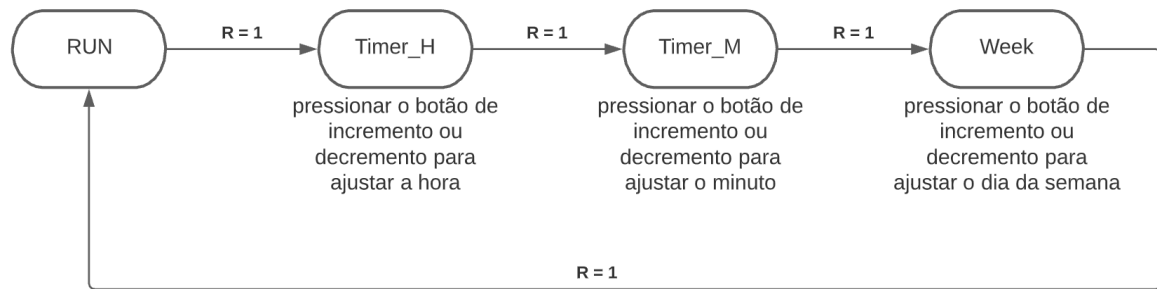 RUN
R = 1
Timer_H
R = 1
Timer_M
R = 1
Week
pressionar o botão de
incremento ou
decremento para
ajustar a hora
pressionar o botão de
incremento ou
decremento para
ajustar o minuto
pressionar o botão de
incremento ou
decremento para
ajustar o dia da semana
R = 1